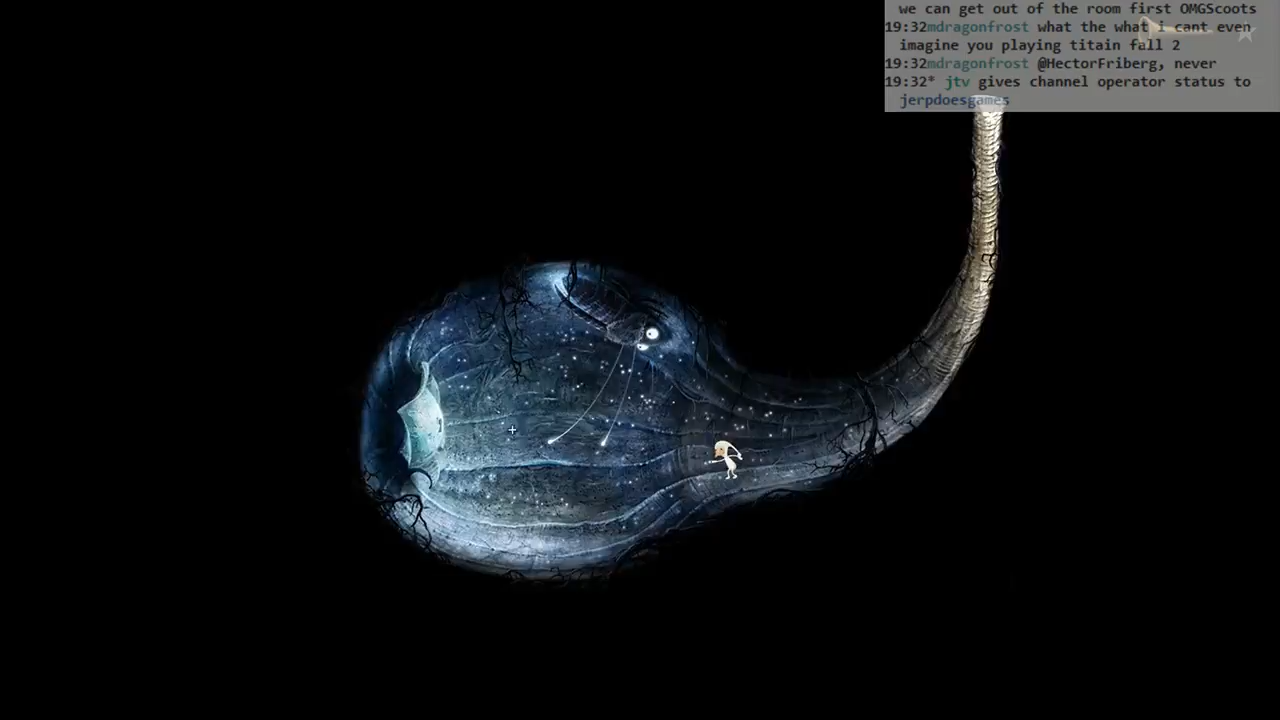 we can get out of the room first OMGScoots
19:32mdragonfrost what the what i cant even
imagine you playing titain fall 2
19:32mdragonfrost @HectorFriberg, never
19:32* jtv gives channel operator status to
jerpdoesgames